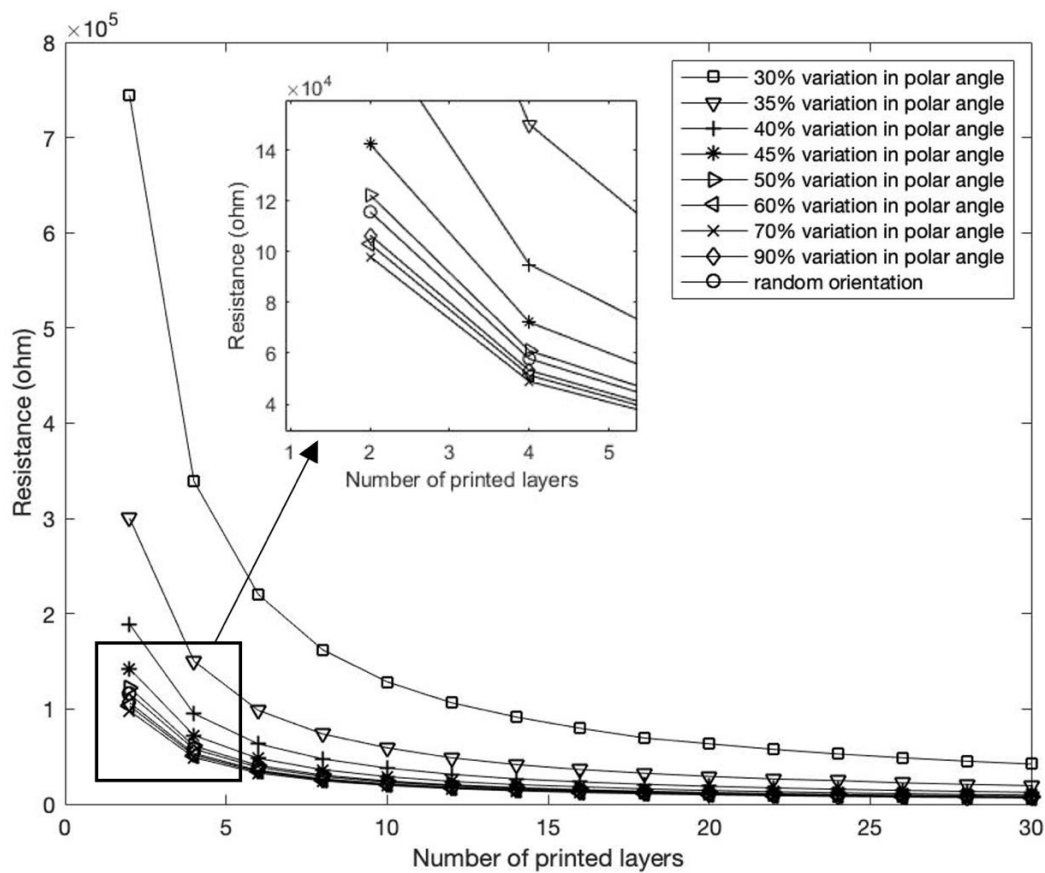 ×10⁵
8
7
6
5
4
3
2
1
0
Resistance (ohm)
0 5 10 15 20 25 30
Number of printed layers
×10⁴
14
12
10
8
6
4
Resistance (ohm)
1 2 3 4 5
Number of printed layers
30% variation in polar angle
35% variation in polar angle
40% variation in polar angle
45% variation in polar angle
50% variation in polar angle
60% variation in polar angle
70% variation in polar angle
90% variation in polar angle
random orientation